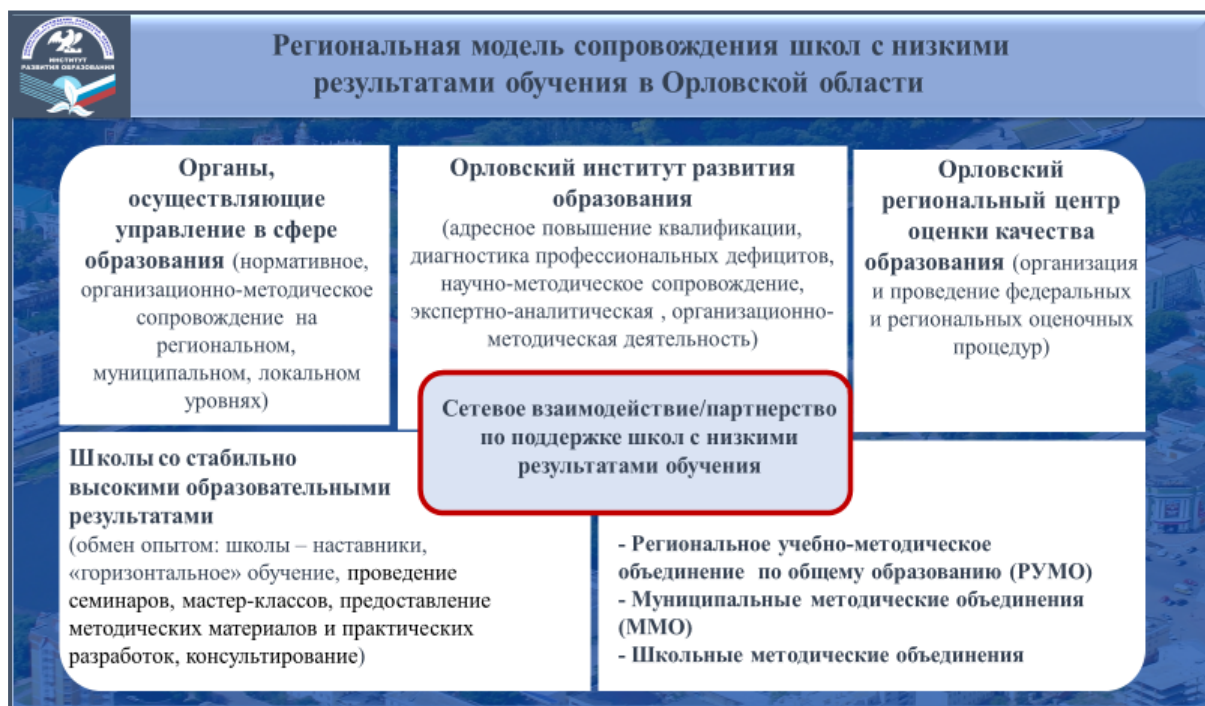 ИНСТИТУТ
РАЗВИТИЯ ОБРАЗОВАНИЯ
Региональная модель сопровождения школ с низкими
результатами обучения в Орловской области
Органы,
осуществляющие
управление в сфере
образования (нормативное,
организационно-методическое
сопровождение на
региональном,
муниципальном, локальном
уровнях)
Орловский институт развития
образования
(адресное повышение квалификации,
диагностика профессиональных дефицитов,
научно-методическое сопровождение,
экспертно-аналитическая , организационно-
методическая деятельность)
Орловский
региональный центр
оценки качества
образования (организация
и проведение федеральных
и региональных оценочных
процедур)
Сетевое взаимодействие/партнерство
по поддержке школ с низкими
результатами обучения
Школы со стабильно
высокими образовательными
результатами
(обмен опытом: школы – наставники,
«горизонтальное» обучение, проведение
семинаров, мастер-классов, предоставление
методических материалов и практических
разработок, консультирование)
- Региональное учебно-методическое
объединение по общему образованию (РУМО)
- Муниципальные методические объединения
(ММО)
- Школьные методические объединения